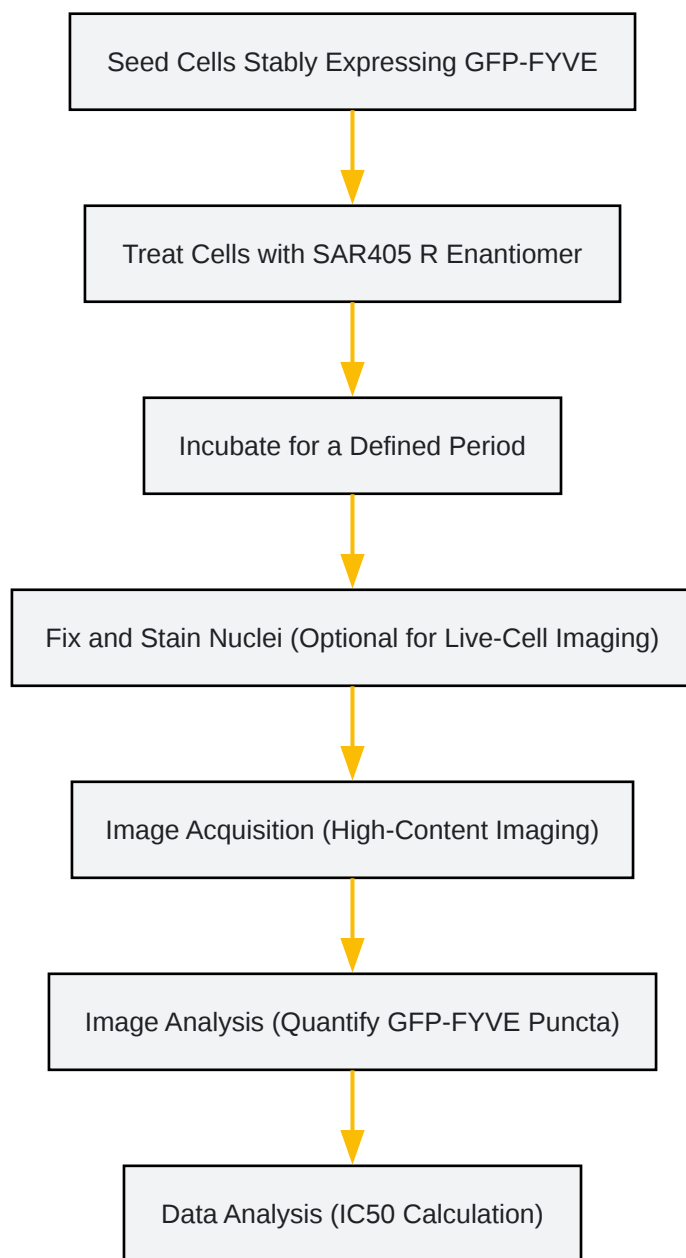 Seed Cells Stably Expressing GFP-FYVE
Treat Cells with SAR405 R Enantiomer
Incubate for a Defined Period
Fix and Stain Nuclei (Optional for Live-Cell Imaging)
Image Acquisition (High-Content Imaging)
Image Analysis (Quantify GFP-FYVE Puncta)
Data Analysis (IC50 Calculation)